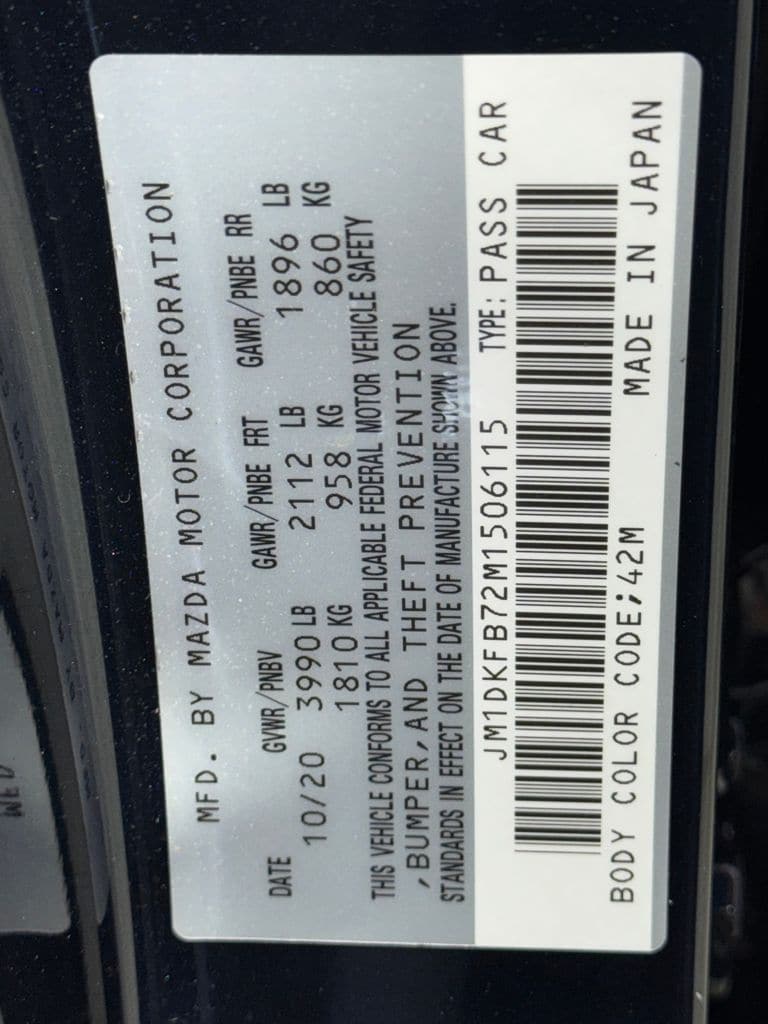 MFD. BY MAZDA MOTOR CORPORATION
DATE GVWR/PNBV GAWR/PNBE FRT GAWR/PNBE RR
10/20 3990 LB 2112 LB 1896 LB
1810 KG 958 KG 860 KG
THIS VEHICLE CONFORMS TO ALL APPLICABLE FEDERAL MOTOR VEHICLE SAFETY
,BUMPER,AND THEFT PREVENTION
STANDARDS IN EFFECT ON THE DATE OF MANUFACTURE SHOWN ABOVE.
JM1DKFB72M1506115 TYPE: PASS CAR
BODY COLOR CODE;42M MADE IN JAPAN